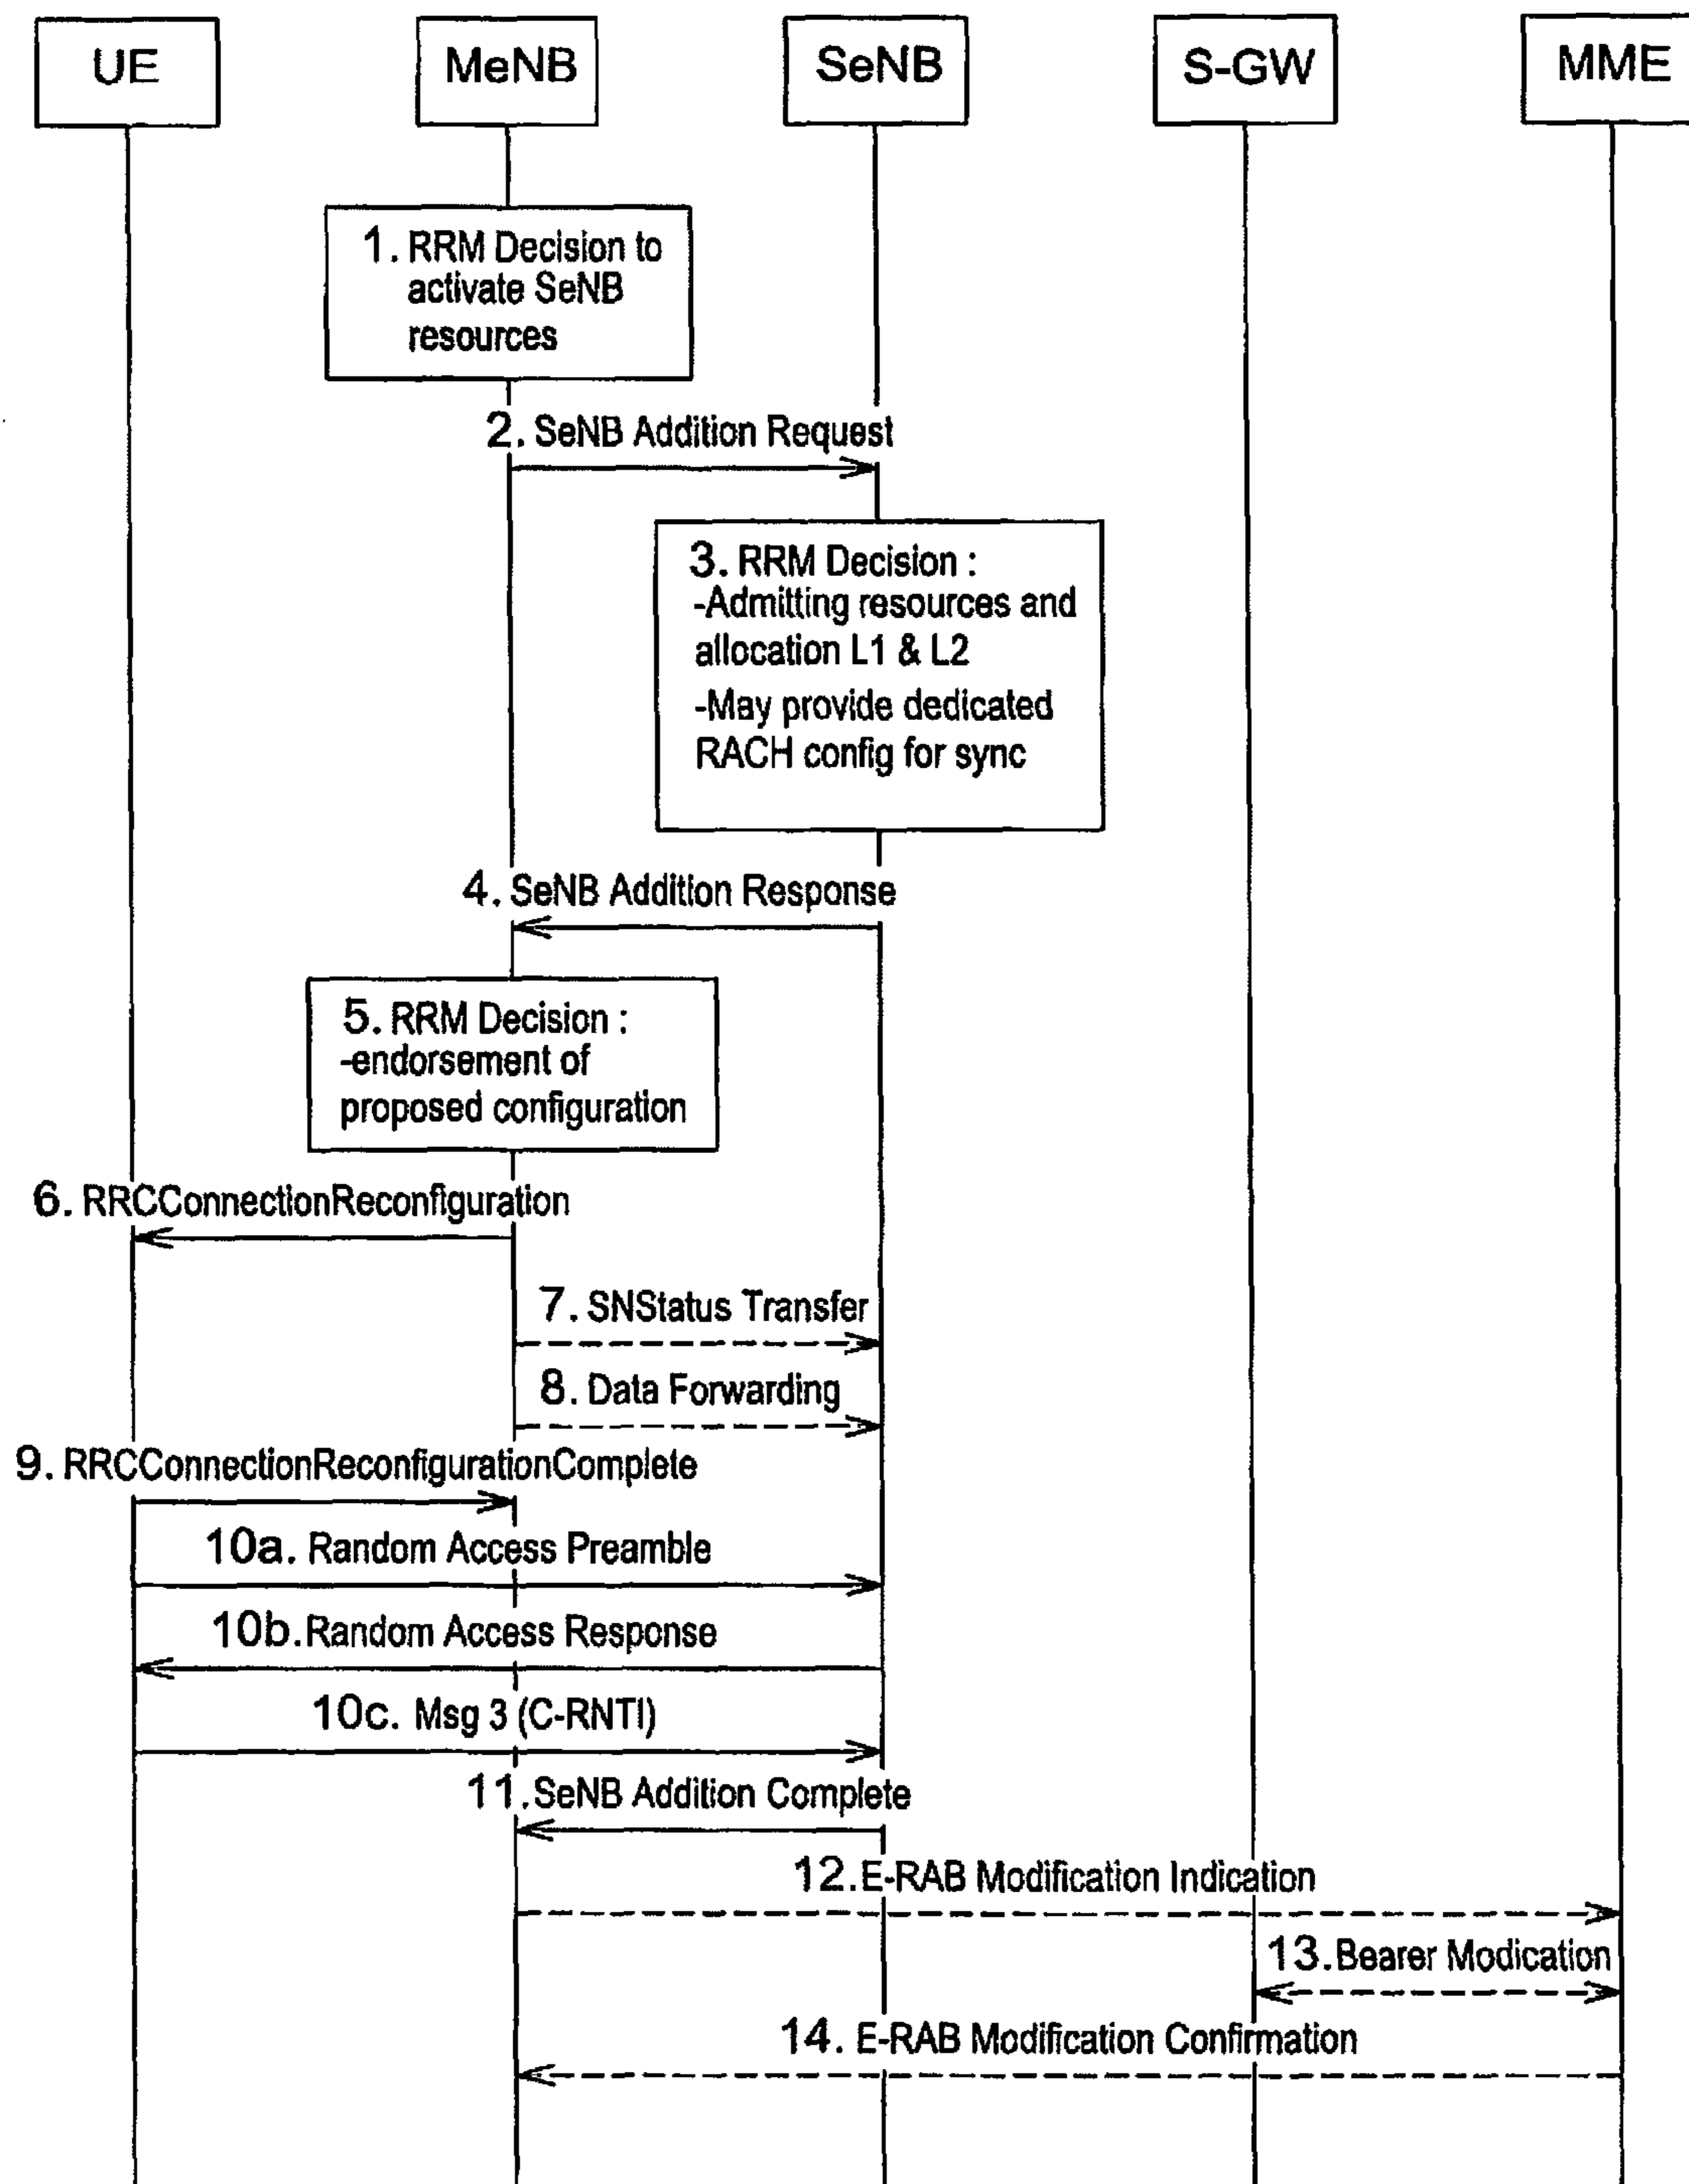 UE
MeNB
SeNB
S-GW
MME
1. RRM Decision to
activate SeNB
resources
2. SeNB Addition Request
3. RRM Decision :
-Admitting resources and
allocation L1 & L2
-May provide dedicated
RACH config for sync
4. SeNB Addition Response
5. RRM Decision :
-endorsement of
proposed configuration
6. RRCConnectionReconfiguration
7. SNStatus Transfer
8. Data Forwarding
9. RRCConnectionReconfigurationComplete
10a. Random Access Preamble
10b.Random Access Response
10c. Msg 3 (C-RNTI)
11.SeNB Addition Complete
12.E-RAB Modification Indication
13.Bearer Modication
14. E-RAB Modification Confirmation